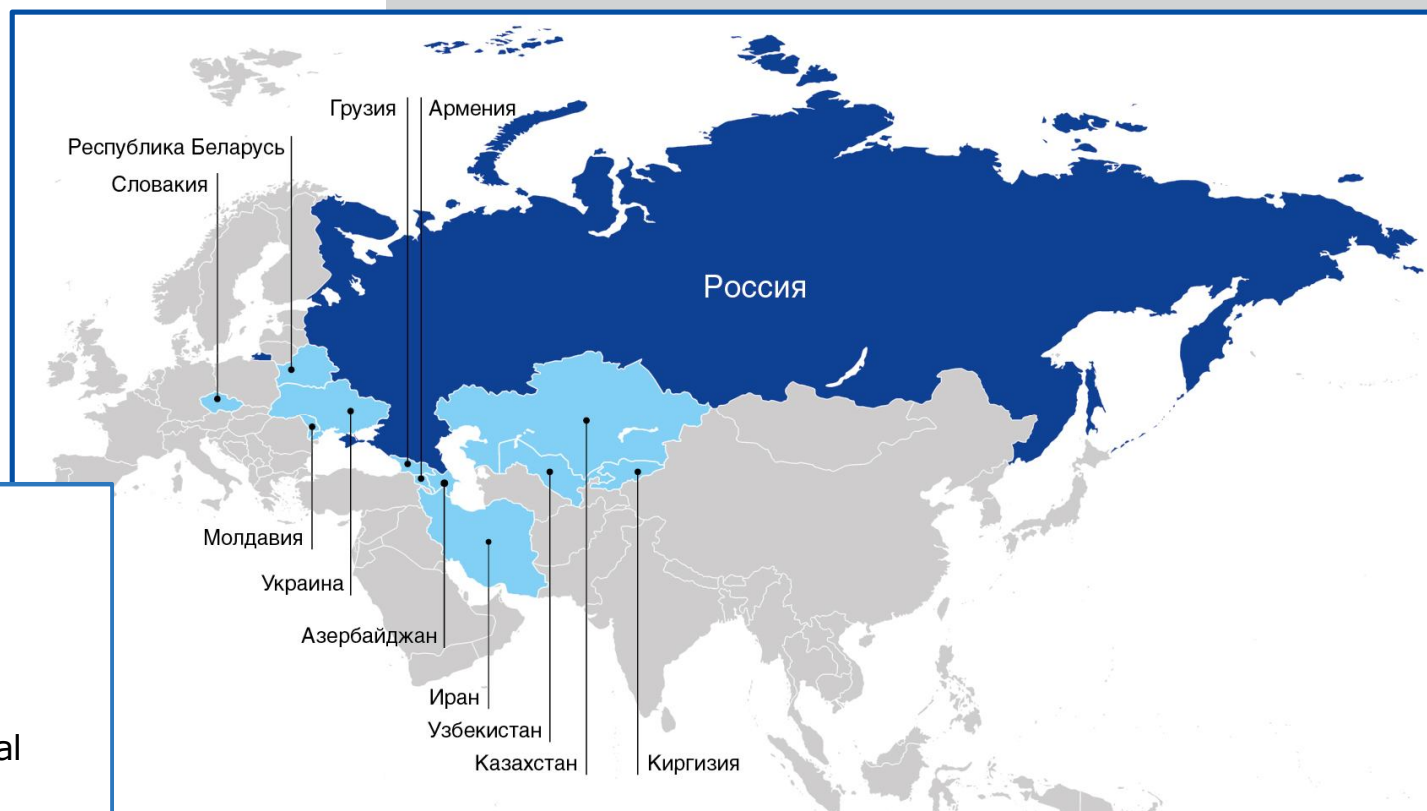 Грузия
Армения
Республика Беларусь
Словакия
Россия
Молдавия
Украина
Азербайджан
Иран
Узбекистан
Казахстан
Киргизия
al